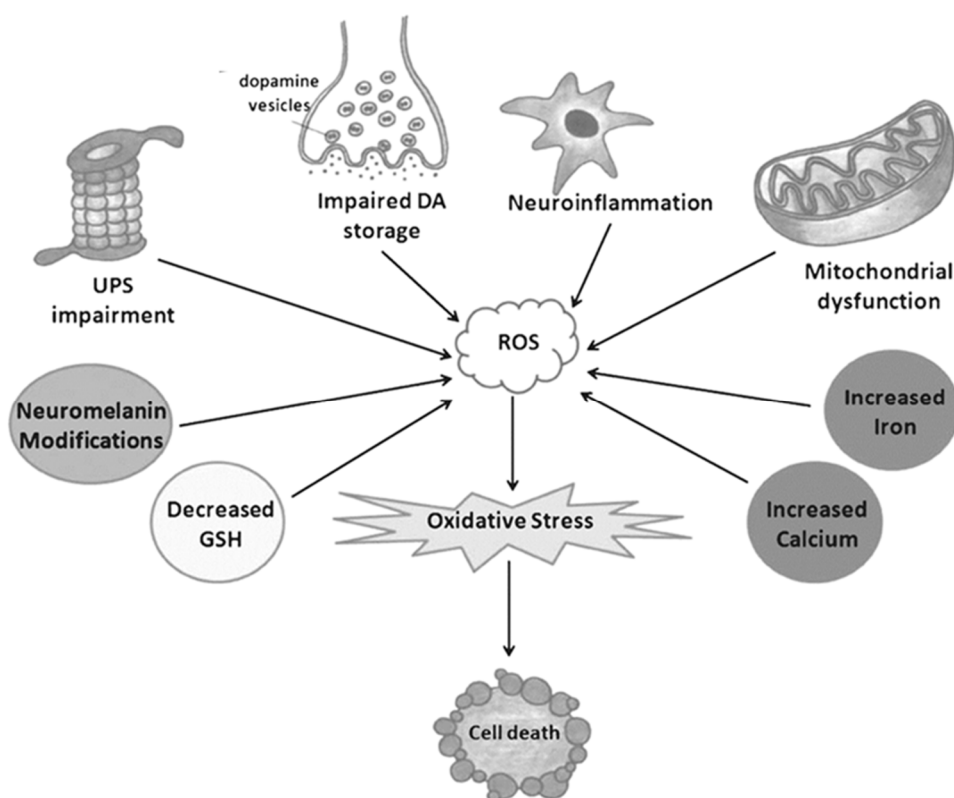 dopamine
vesicles
Impaired DA
storage
Neuroinflammation
UPS
impairment
Mitochondrial
dysfunction
ROS
Neuromelanin
Modifications
Increased
Iron
Decreased
GSH
Oxidative Stress
Increased
Calcium
Cell death